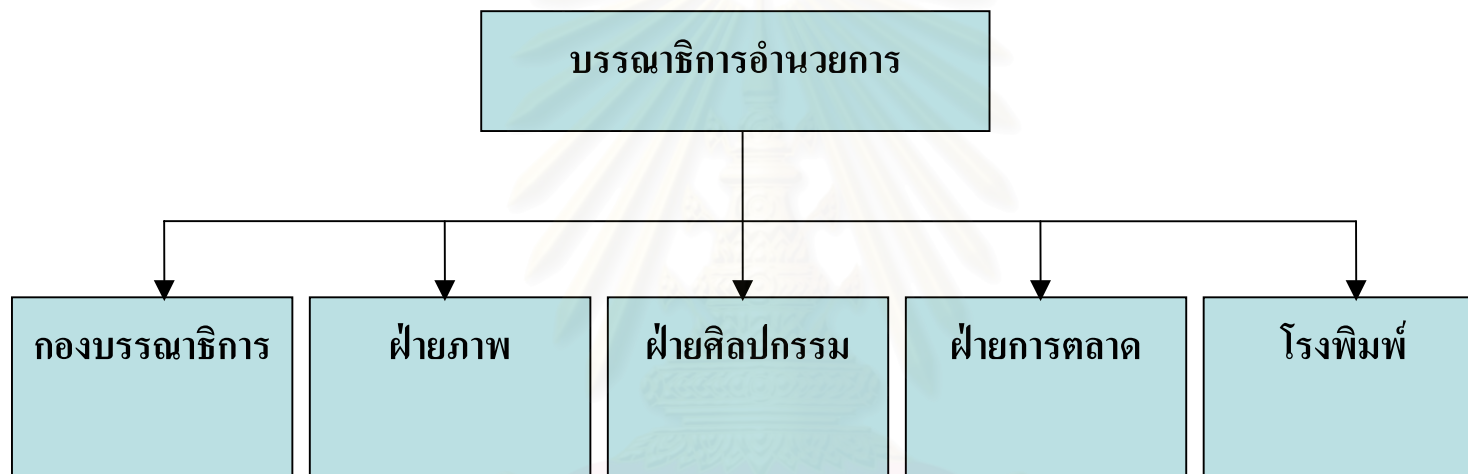 บรรณาธิการอำนวยการ
กองบรรณาธิการ
ฝ่ายภาพ
ฝ่ายศิลปกรรม
ฝ่ายการตลาด
โรงพิมพ์